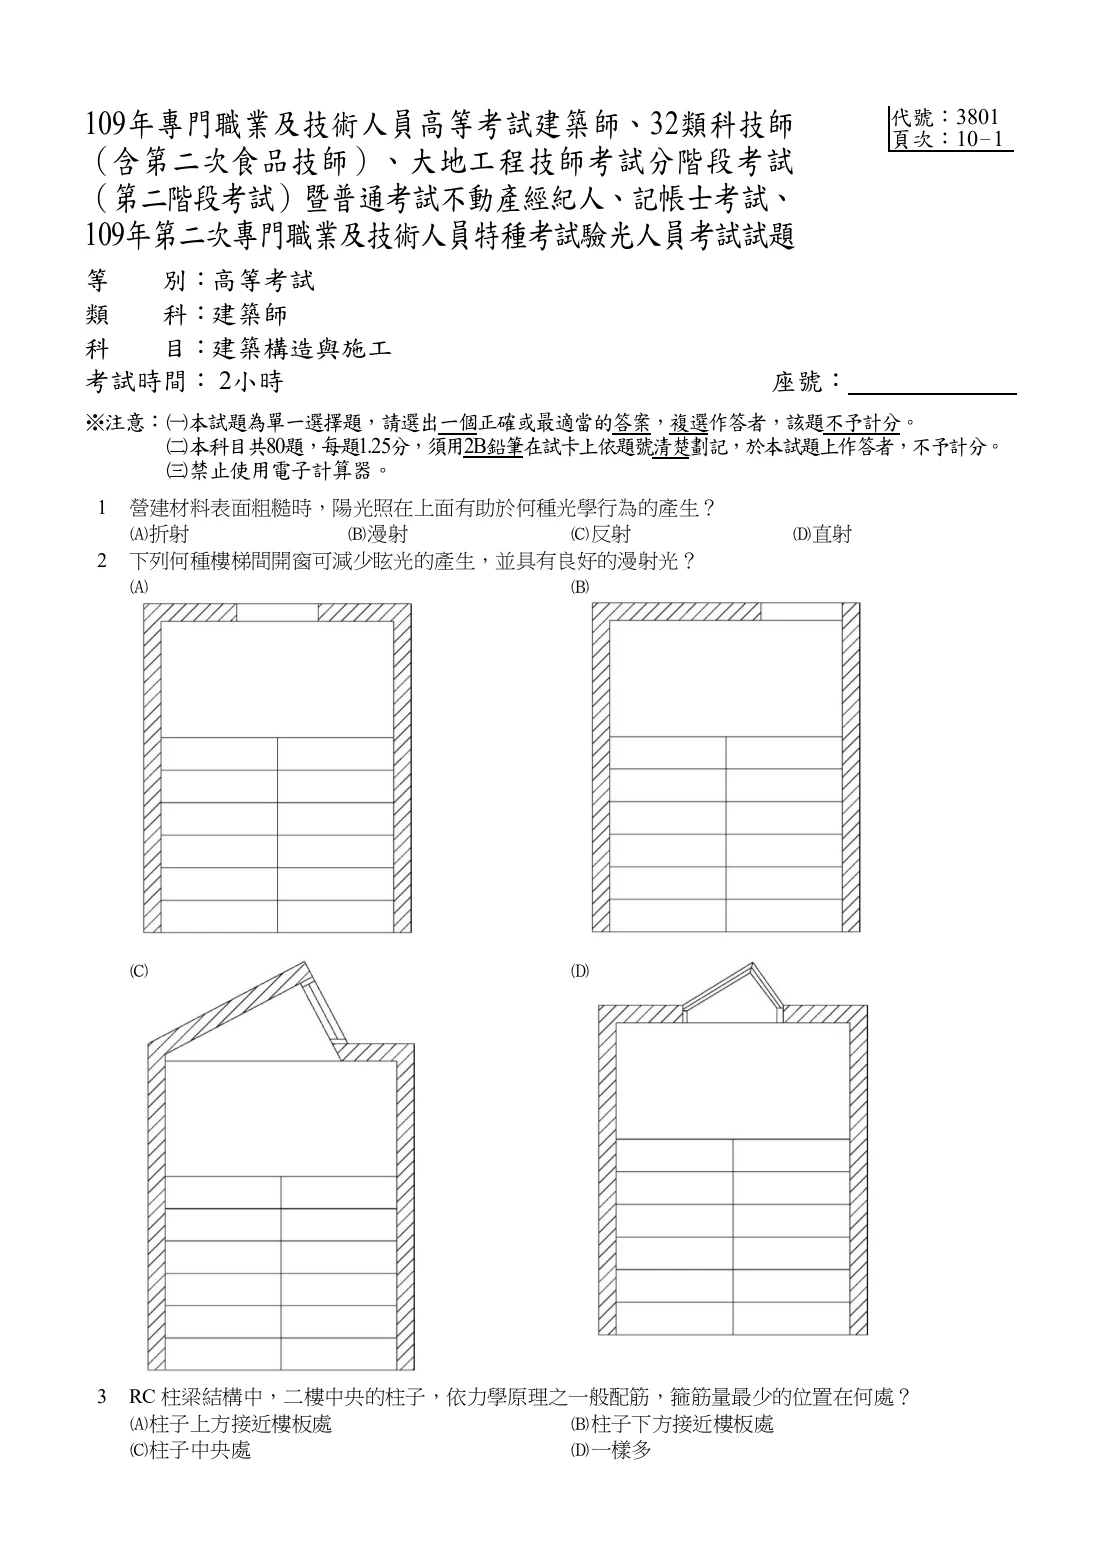 109年專門職業及技術人員高等考試建築師、32類科技師
（含第二次食品技師）、大地工程技師考試分階段考試
（第二階段考試）暨普通考試不動產經紀人、記帳士考試、
109年第二次專門職業及技術人員特種考試驗光人員考試試題
代號：3801
頁次：10-1
等 別：高等考試
類 科：建築師
科 目：建築構造與施工
考試時間： 2小時 座號：
※注意：㈠本試題為單一選擇題，請選出一個正確或最適當的答案，複選作答者，該題不予計分。
㈡本科目共80題，每題1.25分，須用2B鉛筆在試卡上依題號清楚劃記，於本試題上作答者，不予計分。
㈢禁止使用電子計算器。
1 營建材料表面粗糙時，陽光照在上面有助於何種光學行為的產生？
(A)折射 (B)漫射 (C)反射 (D)直射
2 下列何種樓梯間開窗可減少眩光的產生，並具有良好的漫射光？
(A) (B)
(C) (D)
3 RC 柱梁結構中，二樓中央的柱子，依力學原理之一般配筋，箍筋量最少的位置在何處？
(A)柱子上方接近樓板處 (B)柱子下方接近樓板處
(C)柱子中央處 (D)一樣多